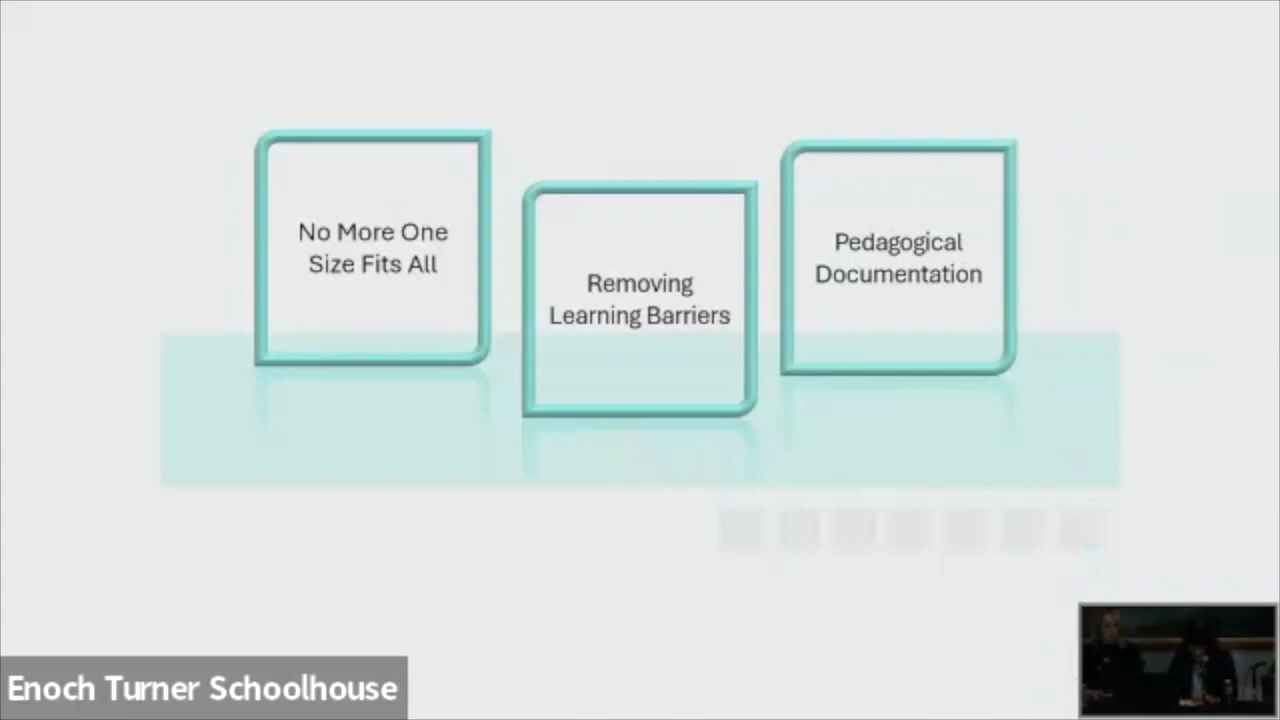 No More One
Size Fits All
Removing
Learning Barriers
Pedagogical
Documentation
Enoch Turner Schoolhouse